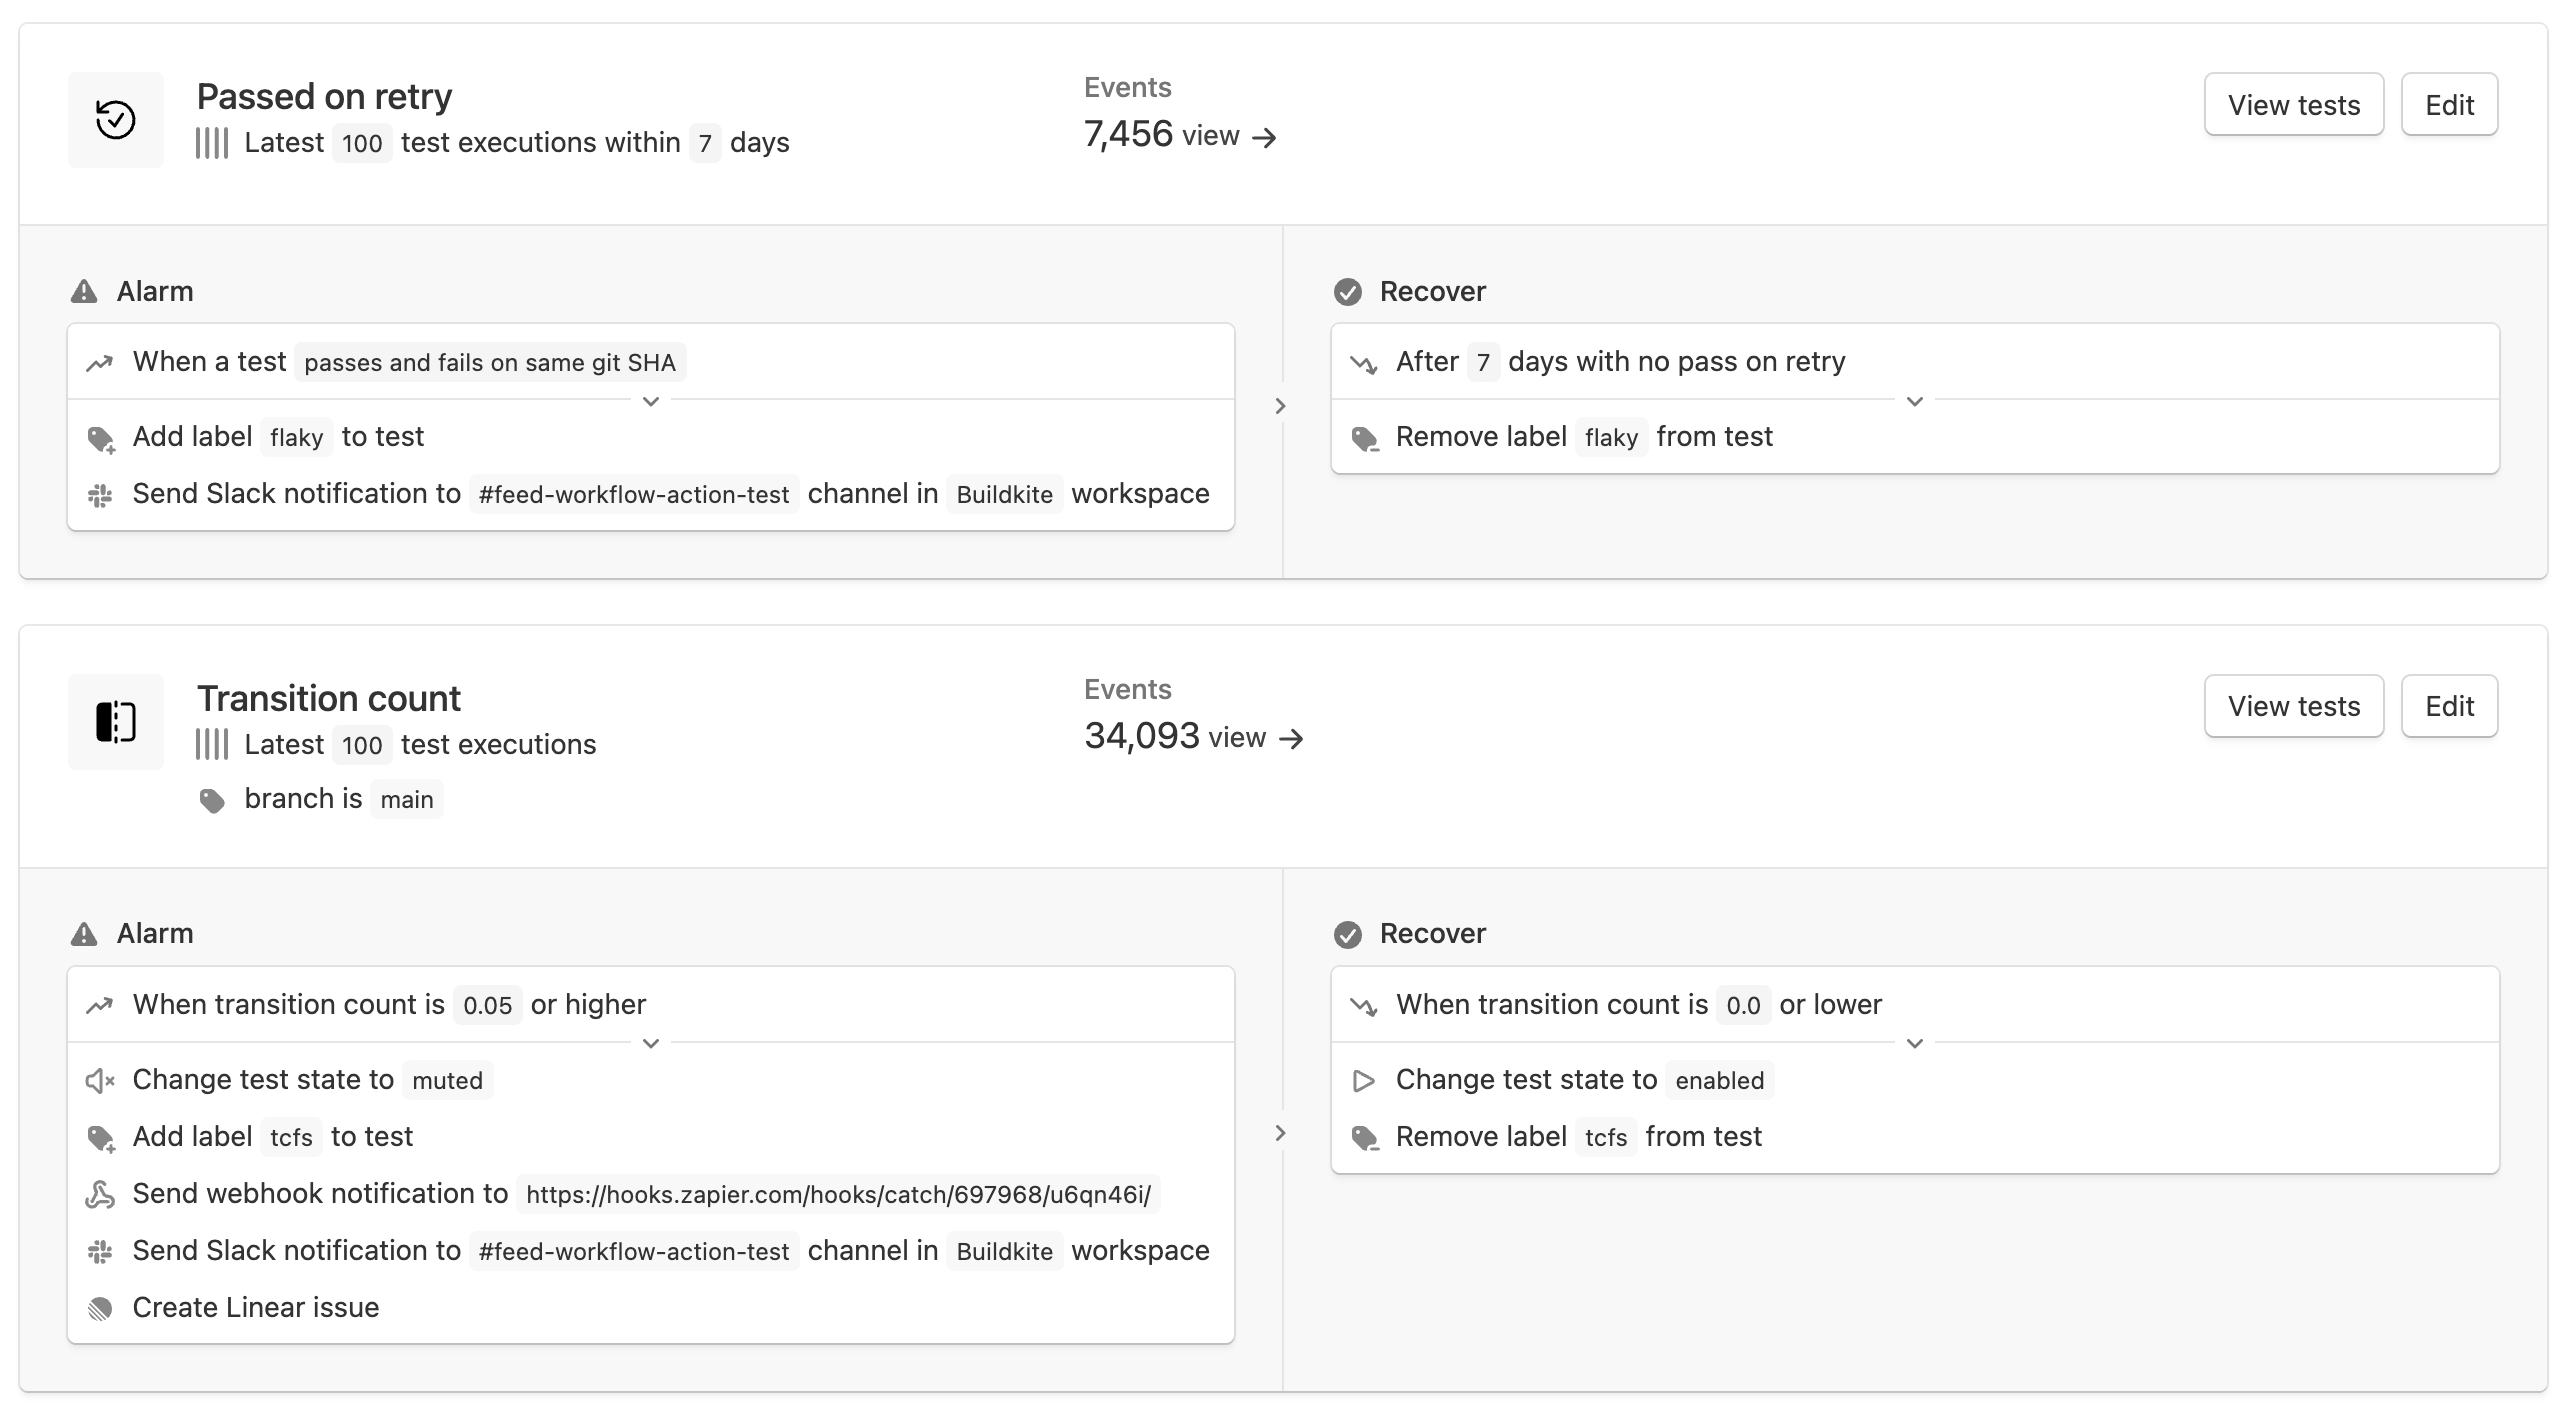 Passed on retry
Latest 100 test executions within 7 days
Events
7,456 view →
View tests
Edit
Alarm
When a test passes and fails on same git SHA
Add label flaky to test
Send Slack notification to #feed-workflow-action-test channel in Buildkite workspace
Recover
After 7 days with no pass on retry
Remove label flaky from test
Transition count
Latest 100 test executions
branch is main
Events
34,093 view →
View tests
Edit
Alarm
When transition count is 0.05 or higher
Change test state to muted
Add label tcfs to test
Send webhook notification to https://hooks.zapier.com/hooks/catch/697968/u6qn46i/
Send Slack notification to #feed-workflow-action-test channel in Buildkite workspace
Create Linear issue
Recover
When transition count is 0.0 or lower
Change test state to enabled
Remove label tcfs from test